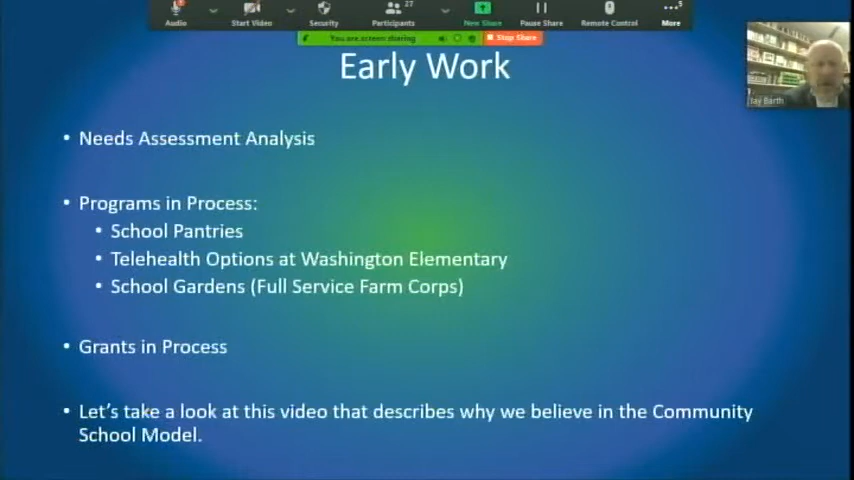 Audio
Start Video
Security
Participants
27
New Share
Pause Share
Remote Control
More
You are screen sharing
Stop Share
Early Work
• Needs Assessment Analysis
• Programs in Process:
• School Pantries
• Telehealth Options at Washington Elementary
• School Gardens (Full Service Farm Corps)
• Grants in Process
• Let's take a look at this video that describes why we believe in the Community
School Model.
Jay Barth